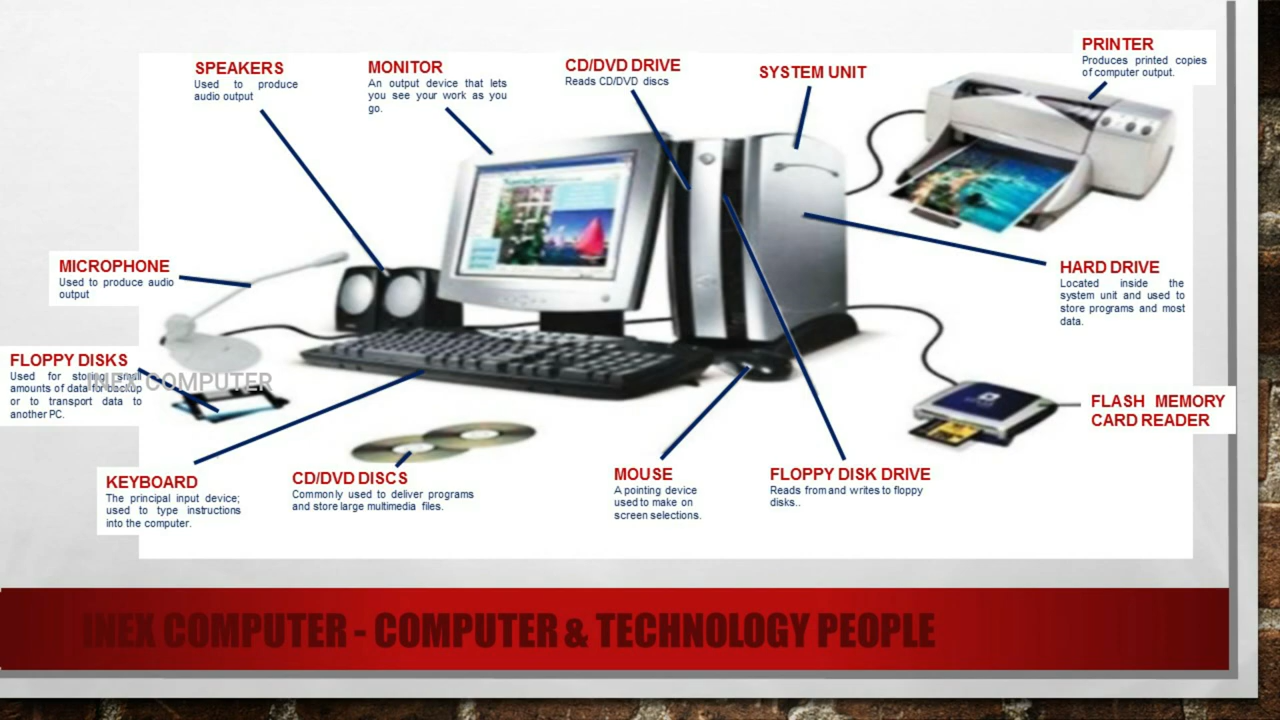 PRINTER
Produces printed copies
of computer output.
SPEAKERS
Used to produce
audio output
MONITOR
An output device that lets
you see your work as you
go.
CD/DVD DRIVE
Reads CD/DVD discs
SYSTEM UNIT
MICROPHONE
Used to produce audio
output
HARD DRIVE
Located inside the
system unit and used to
store programs and most
data.
FLOPPY DISKS
Used for storing small
amounts of data for backup
or to transport data to
another PC.
INEX COMPUTER
FLASH MEMORY
CARD READER
KEYBOARD
The principal input device;
used to type instructions
into the computer.
CD/DVD DISCS
Commonly used to deliver programs
and store large multimedia files.
MOUSE
A pointing device
used to make on
screen selections.
FLOPPY DISK DRIVE
Reads from and writes to floppy
disks..
INEX COMPUTER - COMPUTER & TECHNOLOGY PEOPLE